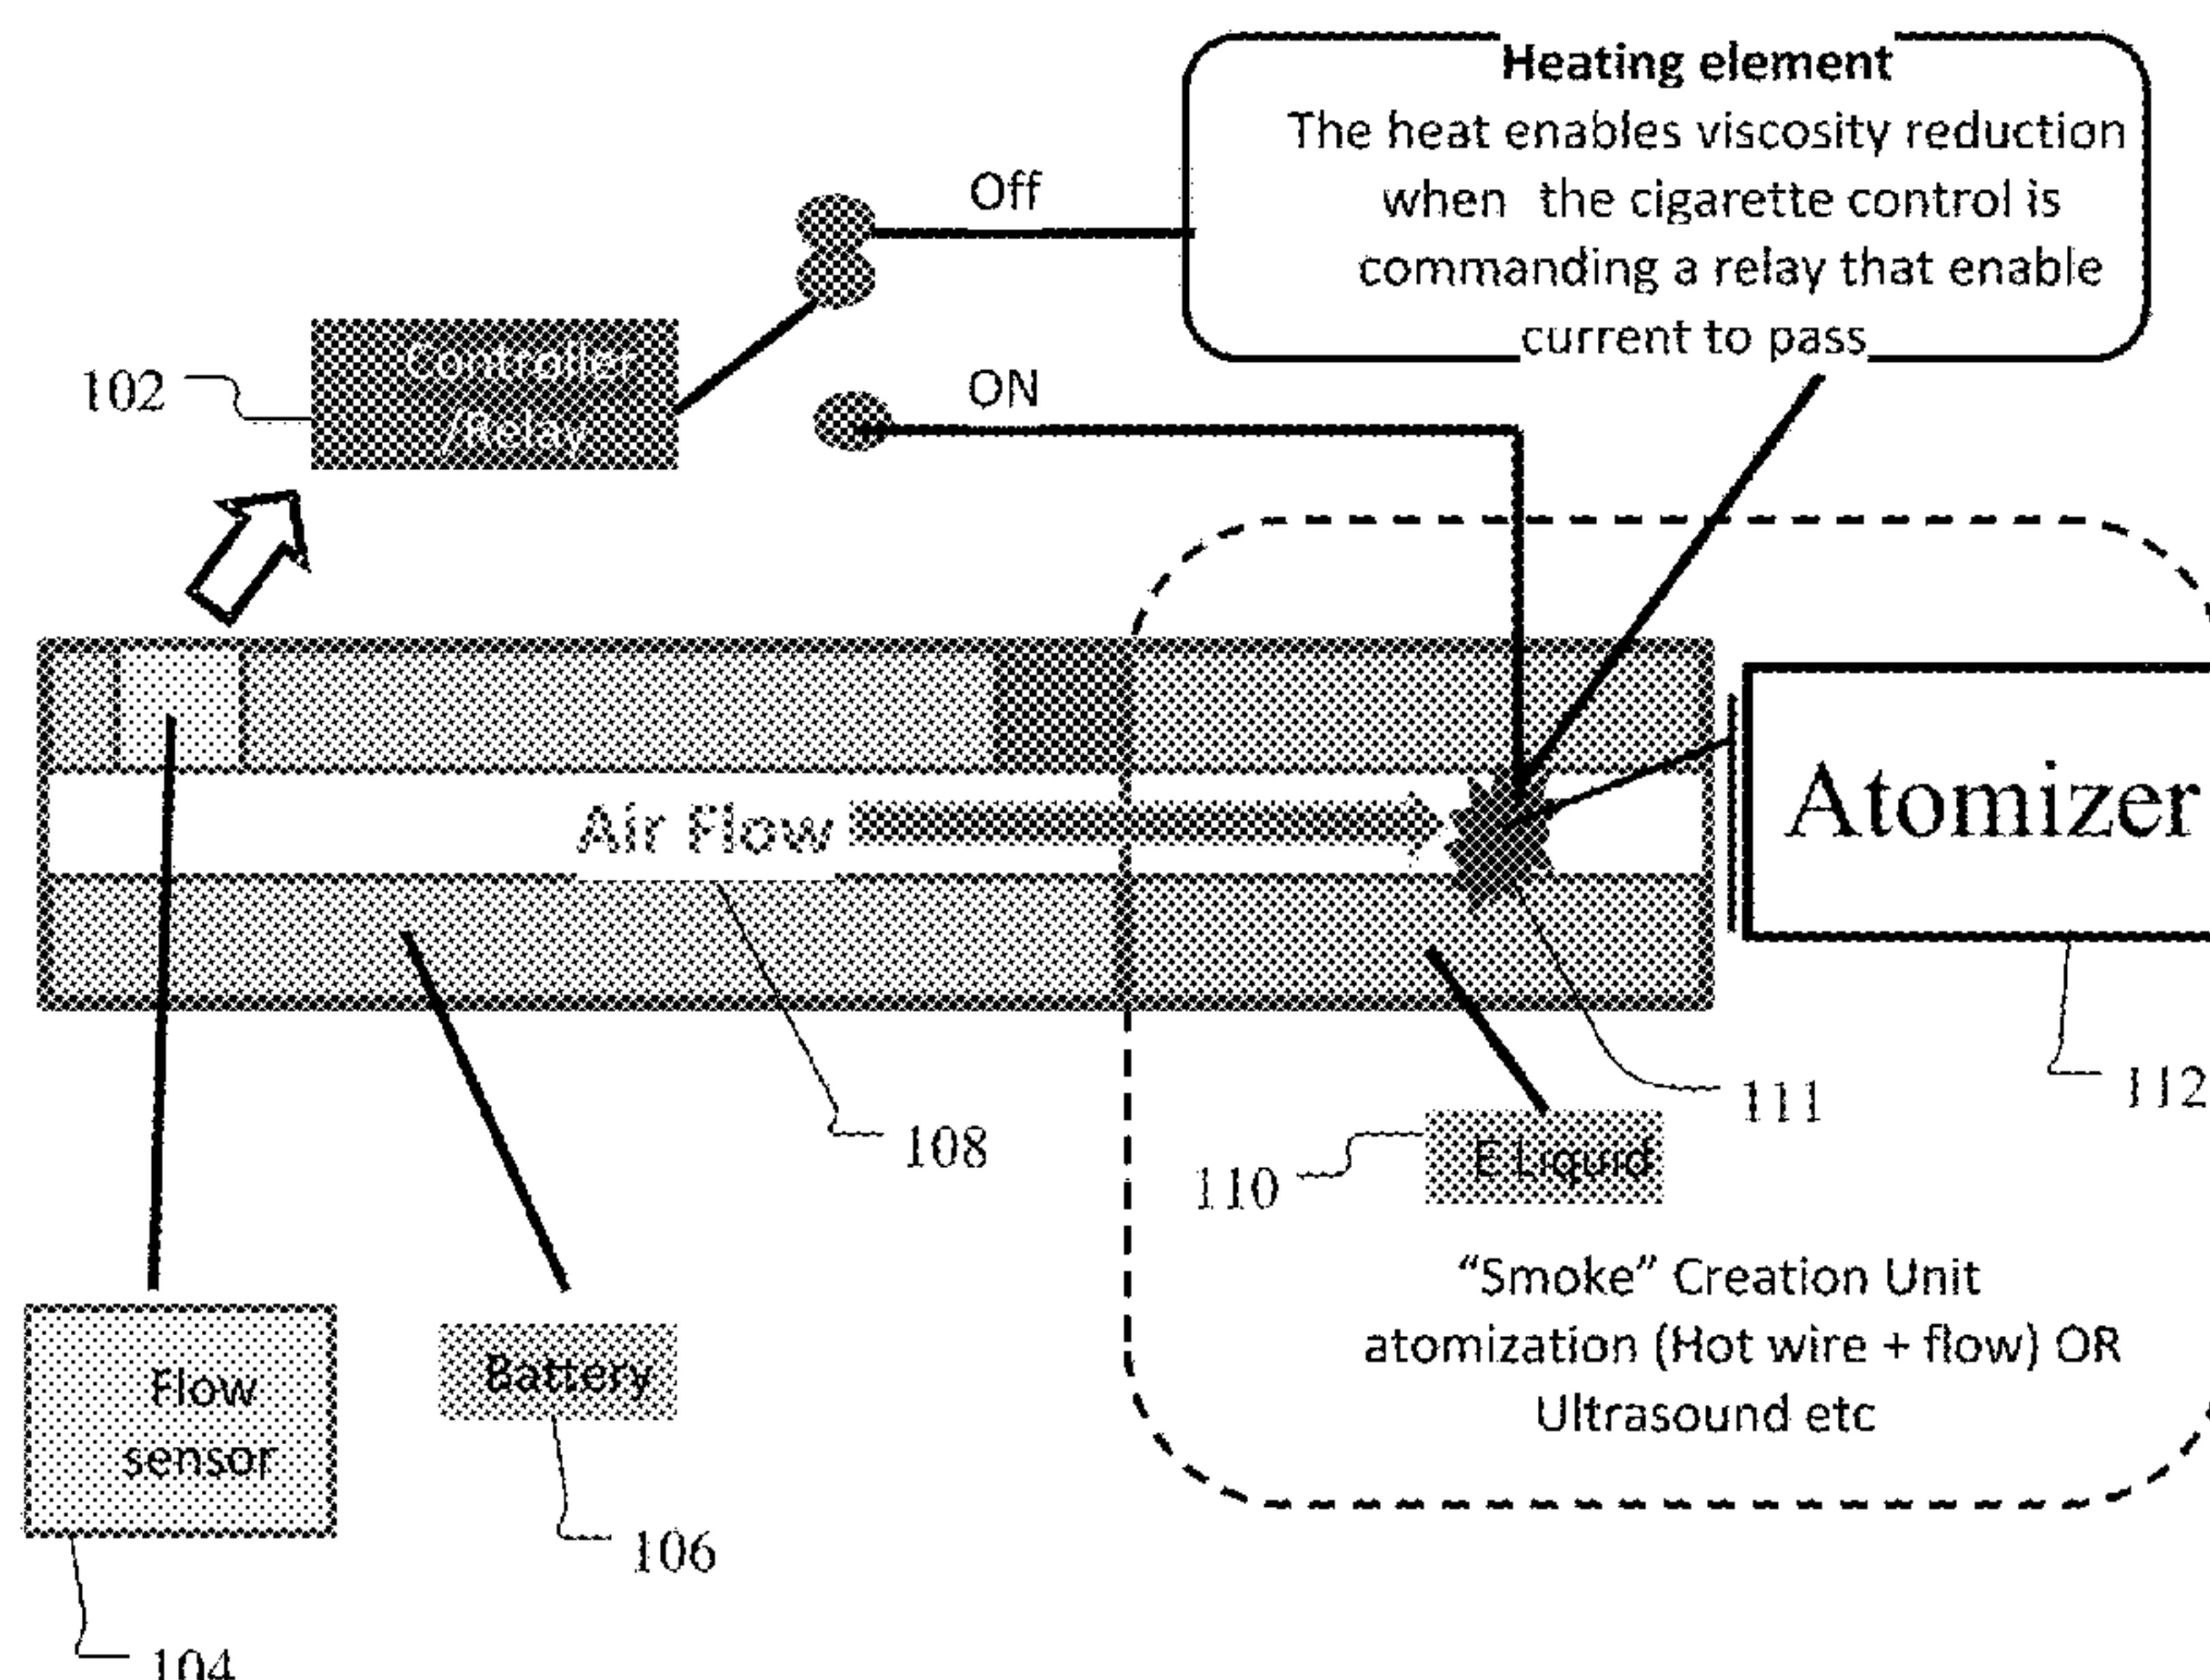 Heating element
The heat enables viscosity reduction
when the cigarette control is
commanding a relay that enable
current to pass
Off
ON
Controller
/Relay
102
Air Flow
Atomizer
108
111
112
110
E Liquid
"Smoke" Creation Unit
atomization (Hot wire + flow) OR
Ultrasound etc
Flow
sensor
Battery
106
104